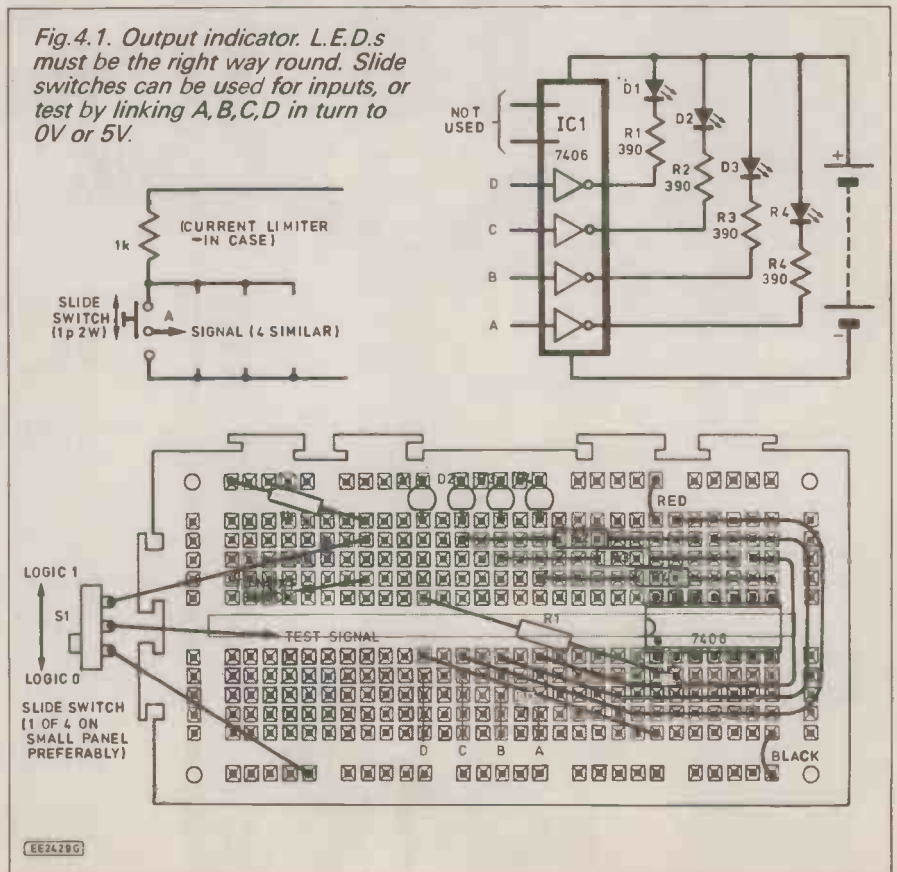 Fig.4.1. Output indicator. L.E.D.s
must be the right way round. Slide
switches can be used for inputs, or
test by linking A,B,C,D in turn to
0V or 5V.
1k
(CURRENT LIMITER
-IN CASE)
SLIDE
SWITCH
(1p 2W)
A
SIGNAL (4 SIMILAR)
NOT
USED
IC1
7406
D
C
B
A
D1
R1
390
D2
R2
390
D3
R3
390
R4
R4
390
+
-
D2
RED
LOGIC 1
S1
LOGIC 0
TEST SIGNAL
R1
7406
SLIDE SWITCH
(1 OF 4 ON
SMALL PANEL
PREFERABLY)
D C B A
BLACK
EE2429G